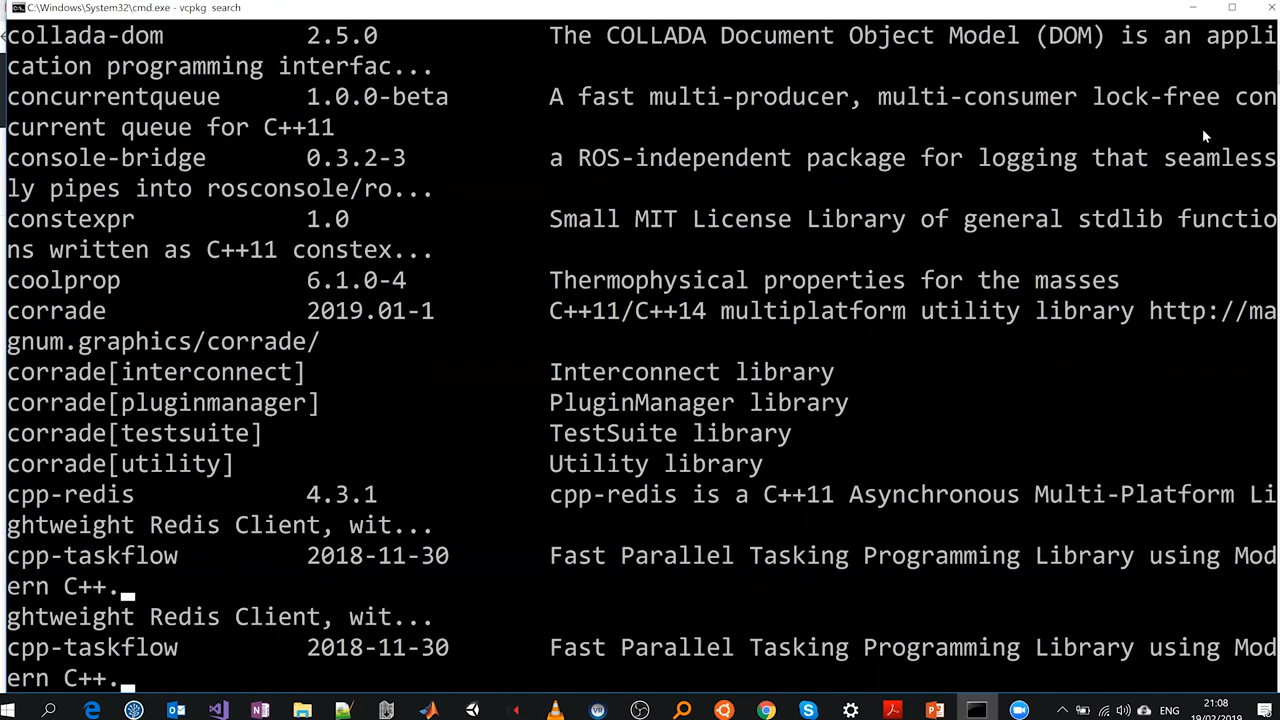 C:\Windows\System32\cmd.exe - vcpkg  search
collada-dom 2.5.0 The COLLADA Document Object Model (DOM) is an appli
cation programming interfac...
concurrentqueue 1.0.0-beta A fast multi-producer, multi-consumer lock-free con
current queue for C++11
console-bridge 0.3.2-3 a ROS-independent package for logging that seamless
ly pipes into rosconsole/ro...
constexpr 1.0 Small MIT License Library of general stdlib functio
ns written as C++11 constex...
coolprop 6.1.0-4 Thermophysical properties for the masses
corrade 2019.01-1 C++11/C++14 multiplatform utility library http://ma
gnum.graphics/corrade/
corrade[interconnect] Interconnect library
corrade[pluginmanager] PluginManager library
corrade[testsuite] TestSuite library
corrade[utility] Utility library
cpp-redis 4.3.1 cpp-redis is a C++11 Asynchronous Multi-Platform Li
ghtweight Redis Client, wit...
cpp-taskflow 2018-11-30 Fast Parallel Tasking Programming Library using Mod
ern C++.
ghtweight Redis Client, wit...
cpp-taskflow 2018-11-30 Fast Parallel Tasking Programming Library using Mod
ern C++.
ENG 21:08
19/02/2019